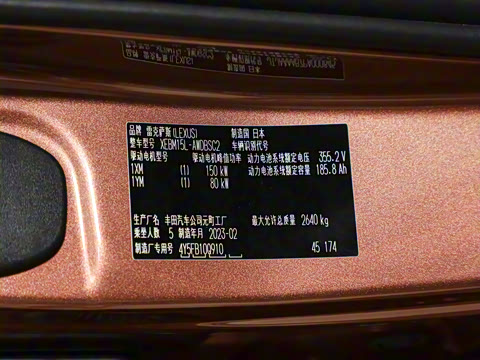 品牌 雷克萨斯(LEXUS) 制造国 日本
整车型号 XEBM15L-AWDBSC2 车辆识别代号
驱动电机型号 驱动电机峰值功率 动力电池系统额定电压 355.2V
1XM (1) 150 kW 动力电池系统额定容量 185.8Ah
1YM (1) 80 kW
生产厂名 丰田汽车公司元町工厂 最大允许总质量 2640 kg
乘坐人数 5 制造年月 2023-02
制造厂专用号 4Y5FB100910 45 174